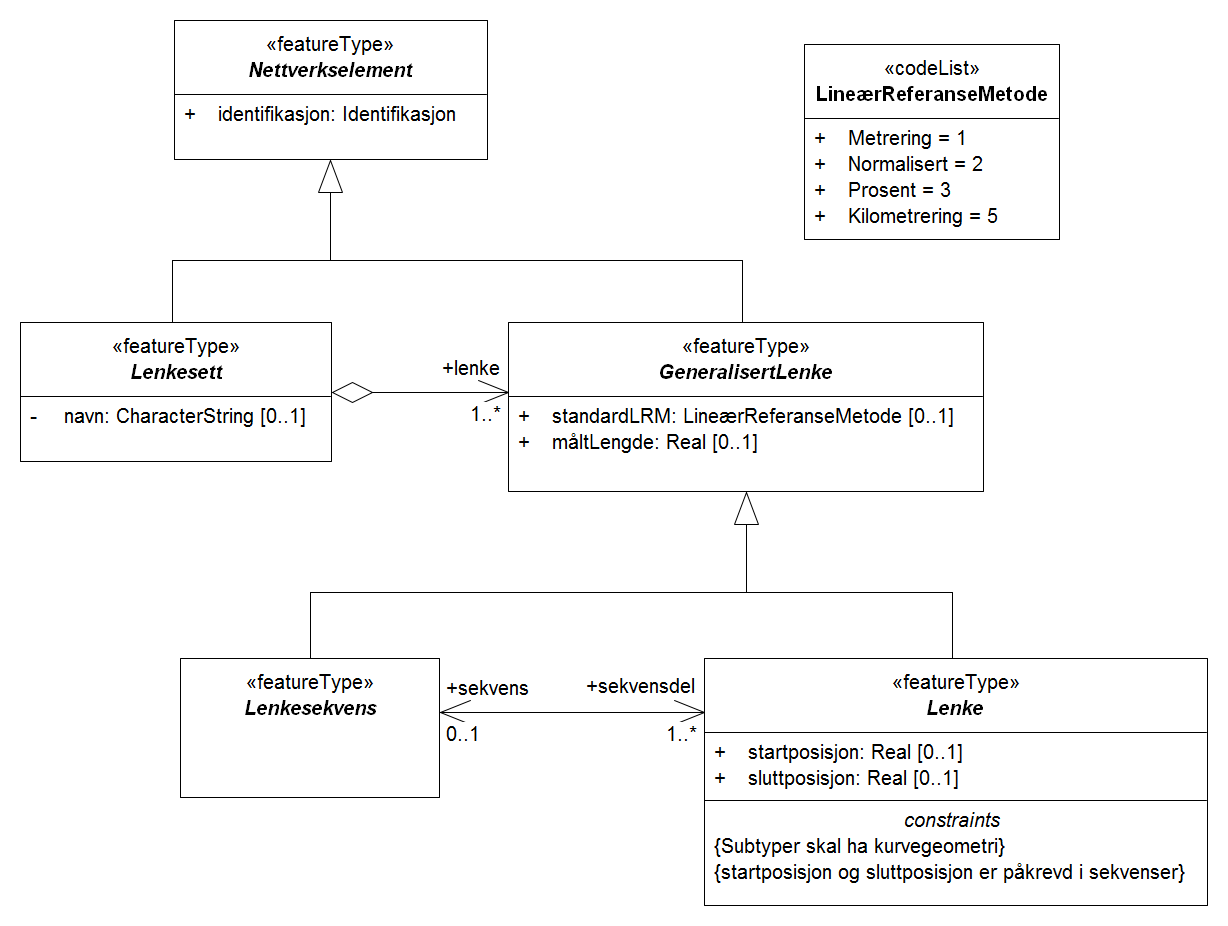 «featureType»
Nettverkselement
+ identifikasjon: Identifikasjon
«codeList»
LineærReferanseMetode
+ Metrering = 1
+ Normalisert = 2
+ Prosent = 3
+ Kilometrering = 5
«featureType»
Lenkesett
- navn: CharacterString [0..1]
+lenke
1..*
«featureType»
GeneralisertLenke
+ standardLRM: LineærReferanseMetode [0..1]
+ måltLengde: Real [0..1]
«featureType»
Lenkesekvens
+sekvens
0..1
+sekvensdel
1..*
«featureType»
Lenke
+ startposisjon: Real [0..1]
+ sluttposisjon: Real [0..1]
constraints
{Subtyper skal ha kurvegeometri}
{startposisjon og sluttposisjon er påkrevd i sekvenser}